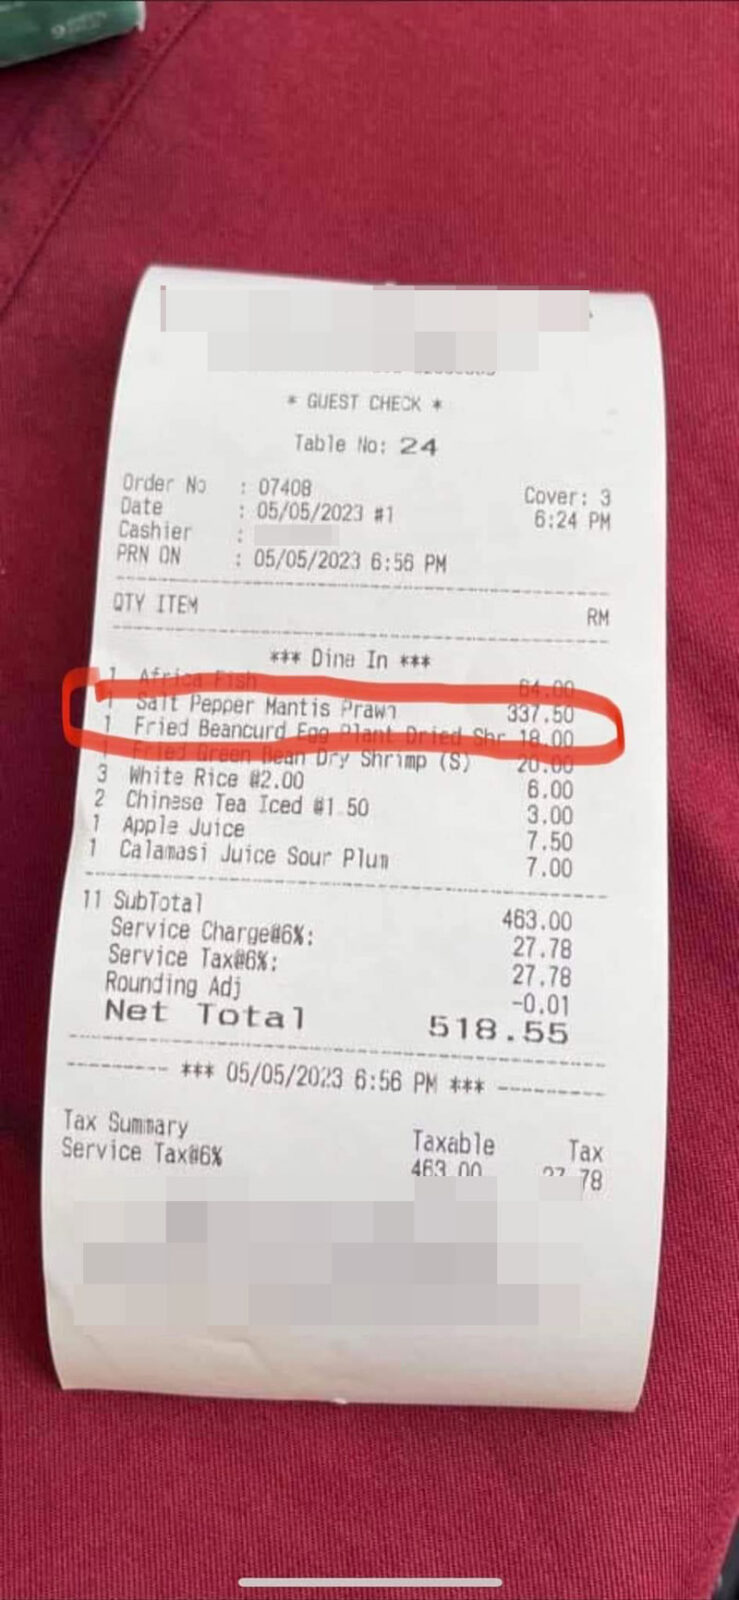 * GUEST CHECK *
Table No: 24
Order No : 07408 Cover: 3
Date : 05/05/2023 #1 6:24 PM
Cashier :
PRN ON : 05/05/2023 6:56 PM
QTY ITEM RM
*** Dine In ***
1 Africa Fish 64.00
1 Salt Pepper Mantis Prawn 337.50
1 Fried Beancurd Egg Plant Dried Shr 18.00
1 Fried Green Bean Dry Shrimp (S) 20.00
3 White Rice @2.00 6.00
2 Chinese Tea Iced @1.50 3.00
1 Apple Juice 7.50
1 Calamasi Juice Sour Plum 7.00
11 SubTotal 463.00
Service Charge@6%: 27.78
Service Tax@6%: 27.78
Rounding Adj -0.01
Net Total 518.55
*** 05/05/2023 6:56 PM ***
Tax Summary Taxable Tax
Service Tax@6% 463.00 27.78